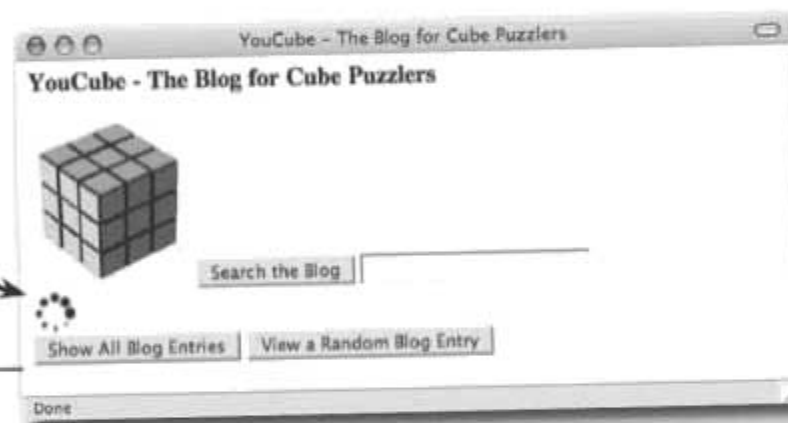 YouCube - The Blog for Cube Puzzlers
YouCube - The Blog for Cube Puzzlers
Search the Blog
Show All Blog Entries View a Random Blog Entry
Done